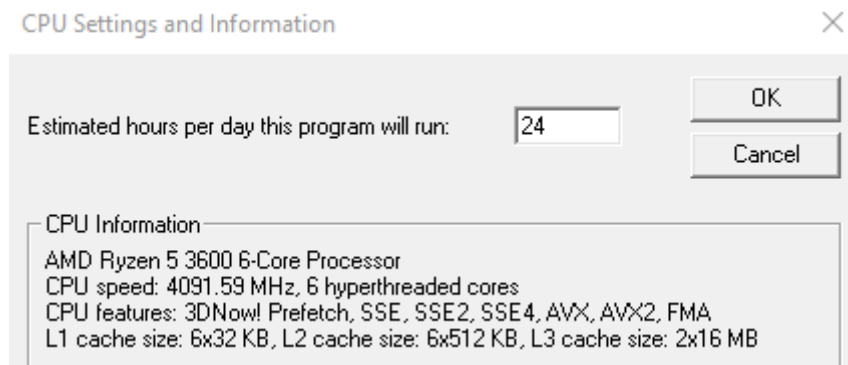 CPU Settings and Information
OK
Estimated hours per day this program will run: 24
Cancel
CPU Information
AMD Ryzen 5 3600 6-Core Processor
CPU speed: 4091.59 MHz, 6 hyperthreaded cores
CPU features: 3DNow! Prefetch, SSE, SSE2, SSE4, AVX, AVX2, FMA
L1 cache size: 6x32 KB, L2 cache size: 6x512 KB, L3 cache size: 2x16 MB